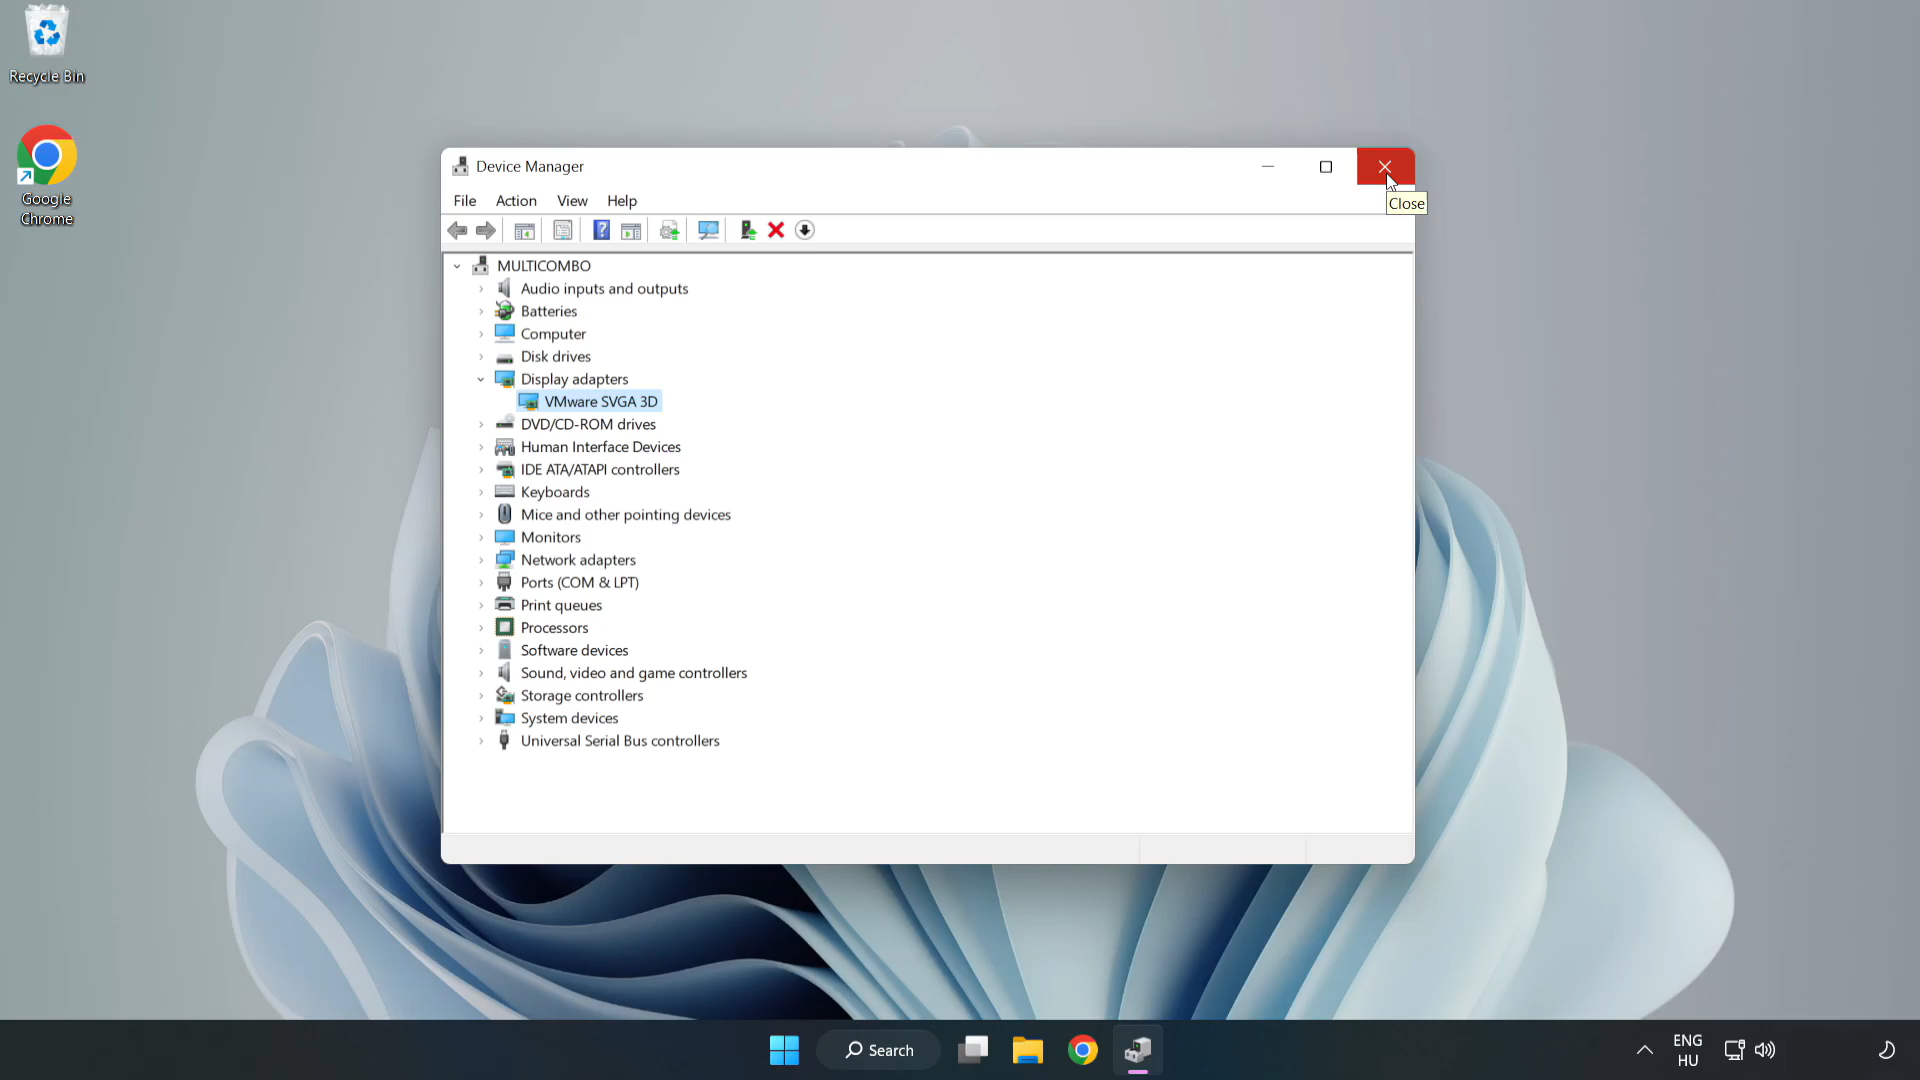 Recycle Bin
Google
Chrome
Device Manager
Close
File Action View Help
MULTICOMBO
Audio inputs and outputs
Batteries
Computer
Disk drives
Display adapters
VMware SVGA 3D
DVD/CD-ROM drives
Human Interface Devices
IDE ATA/ATAPI controllers
Keyboards
Mice and other pointing devices
Monitors
Network adapters
Ports (COM & LPT)
Print queues
Processors
Software devices
Sound, video and game controllers
Storage controllers
System devices
Universal Serial Bus controllers
Search
ENG
HU